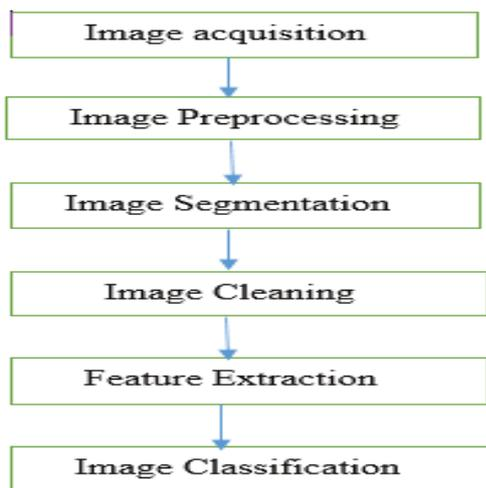 Image acquisition
Image Preprocessing
Image Segmentation
Image Cleaning
Feature Extraction
Image Classification